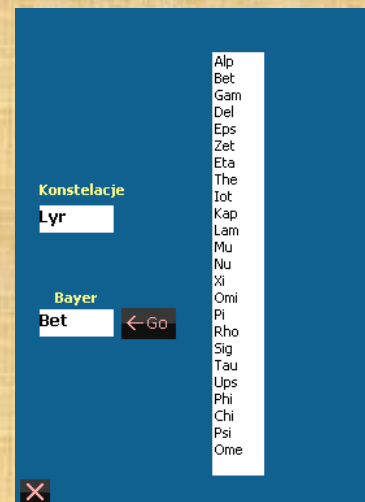 Konstelacje
Lyr
Bayer
Bet
Go
Alp
Bet
Gam
Del
Eps
Zet
Eta
The
Iot
Kap
Lam
Mu
Nu
Xi
Omi
Pi
Rho
Sig
Tau
Ups
Phi
Chi
Psi
Ome